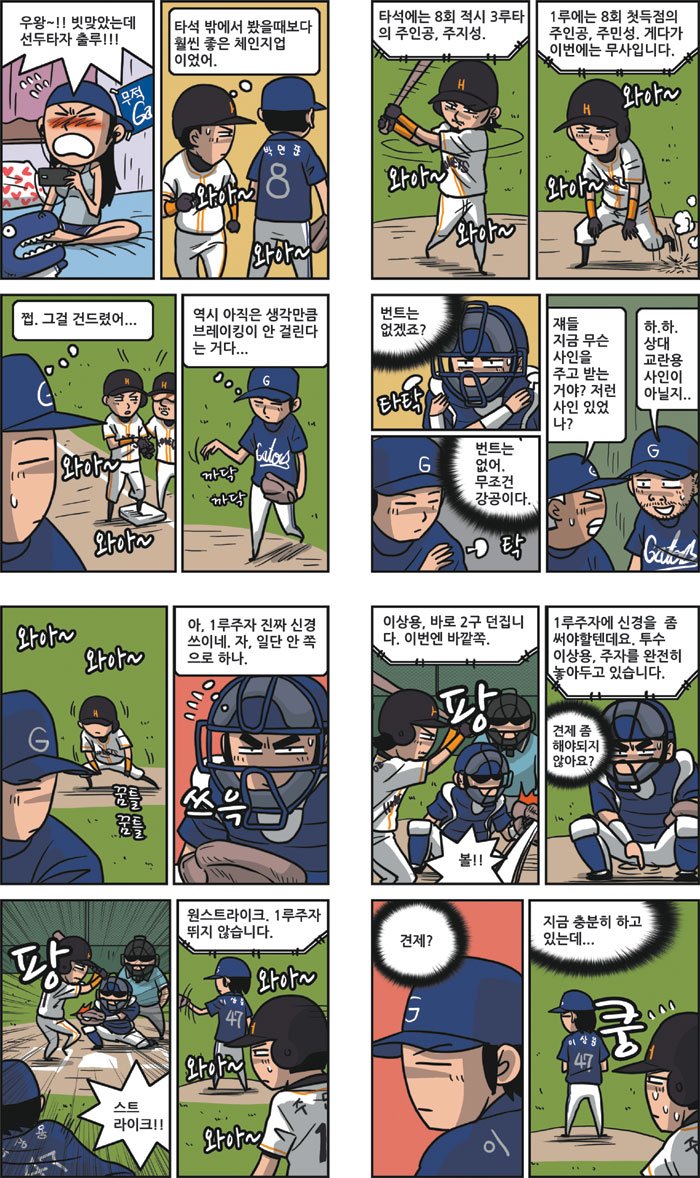 우왕~!! 빗맞았는데
선두타자 출루!!!
무적
Ga
타석 밖에서 봤을때보다
훨씬 좋은 체인지업
이었어.
H
박민준
8
와아~
와아~
쩝. 그걸 건드렸어...
G
H
와아~
와아~
역시 아직은 생각만큼
브레이킹이 안 걸린다
는 거다...
G
Gators
까닥
까닥
타석에는 8회 적시 3루타
의 주인공, 주지성.
H
와아~
와아~
1루에는 8회 첫득점의
주인공, 주민성. 게다가
이번에는 무사입니다.
H
와아~
와아~
번트는
없겠죠?
타탁
번트는
없어.
무조건
강공이다.
G
탁
쟤들
지금 무슨
사인을
주고 받는
거야? 저런
사인 있었
나?
하.하.
상대
교란용
사인이
아닐지..
G
Gators
와아~
와아~
H
G
꿈틀
꿈틀
아, 1루주자 진짜 신경
쓰이네. 자, 일단 안 쪽
으로 하나.
쓰윽
팡
스트
라이크!!
원스트라이크. 1루주자
뛰지 않습니다.
이상용
47
와아~
와아~
와아~
H
이상용, 바로 2구 던집니
다. 이번엔 바깥쪽.
팡
볼!!
1루주자에 신경을 좀
써야할텐데요. 투수
이상용, 주자를 완전히
놓아두고 있습니다.
견제 좀
해야되지
않아요?
견제?
G
이
지금 충분히 하고
있는데...
이상용
47
쿵
H